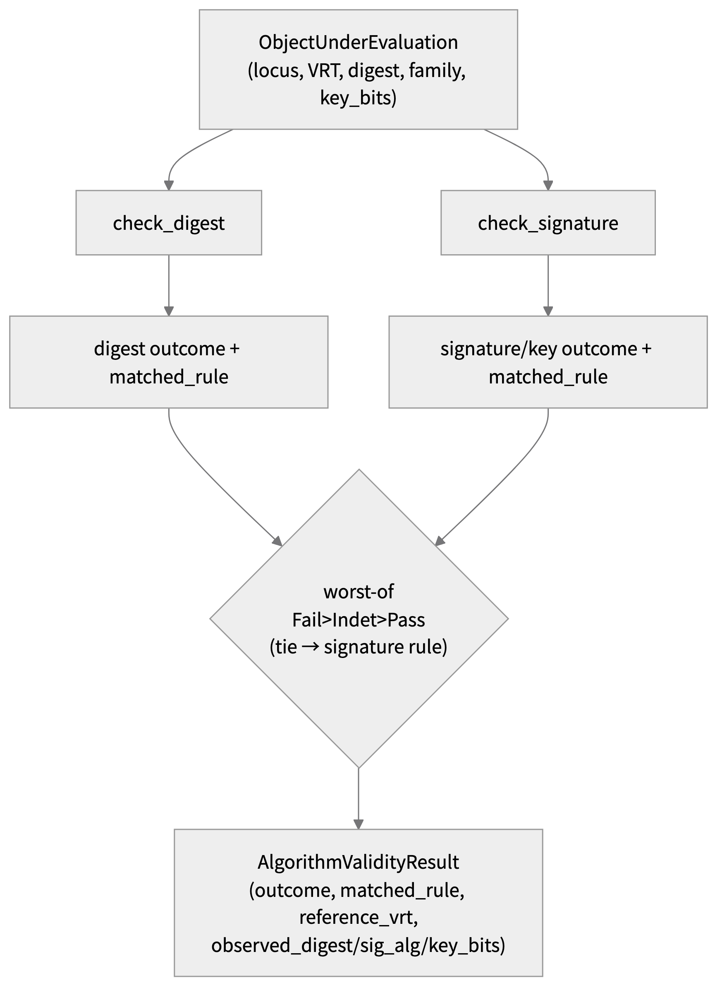 ObjectUnderEvaluation
(locus, VRT, digest, family,
key_bits)
check_digest
check_signature
digest outcome +
matched_rule
signature/key outcome +
matched_rule
worst-of
Fail>Indet>Pass
(tie → signature rule)
AlgorithmValidityResult
(outcome, matched_rule,
reference_vrt,
observed_digest/sig_alg/key_bits)